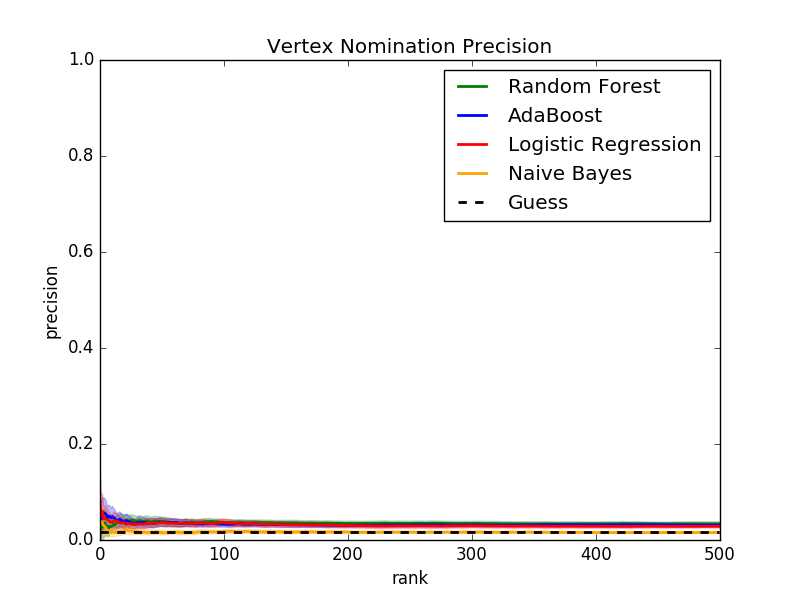 Vertex Nomination Precision
1.0
0.8
0.6
0.4
0.2
0.0
precision
Random Forest
AdaBoost
Logistic Regression
Naive Bayes
Guess
0
100
200
300
400
500
rank